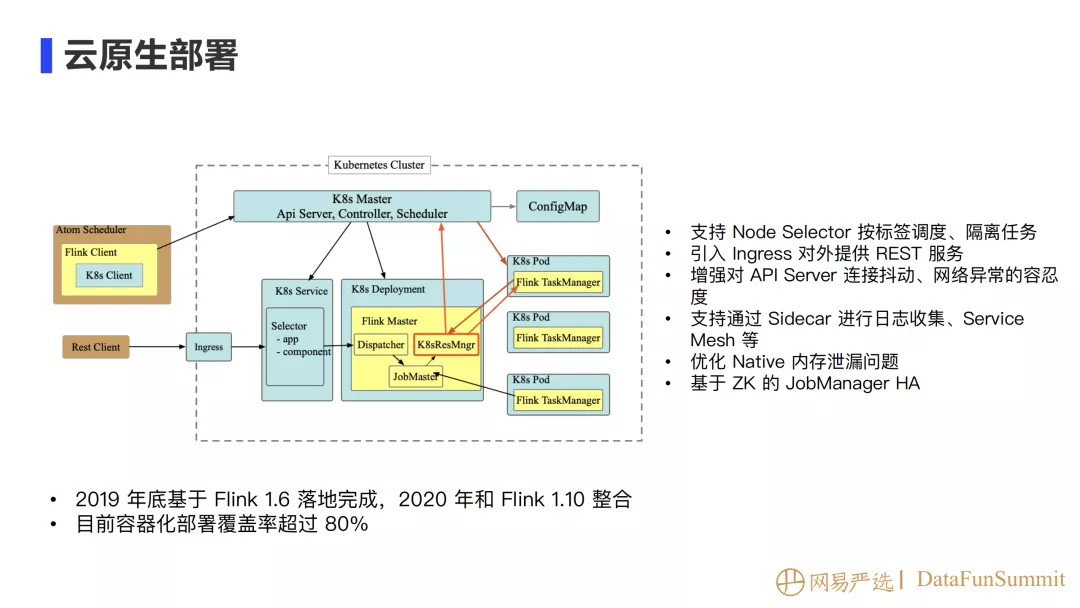 云原生部署
Kubernetes Cluster
K8s Master
Api Server, Controller, Scheduler
ConfigMap
Atom Scheduler
Flink Client
K8s Client
Rest Client
Ingress
K8s Service
Selector
- app
- component
K8s Deployment
Flink Master
Dispatcher
K8sResMngr
JobMaster
K8s Pod
Flink TaskManager
K8s Pod
Flink TaskManager
K8s Pod
Flink TaskManager
• 支持 Node Selector 按标签调度、隔离任务
• 引入 Ingress 对外提供 REST 服务
• 增强对 API Server 连接抖动、网络异常的容忍
度
• 支持通过 Sidecar 进行日志收集、Service
Mesh 等
• 优化 Native 内存泄漏问题
• 基于 ZK 的 JobManager HA
• 2019 年底基于 Flink 1.6 落地完成，2020 年和 Flink 1.10 整合
• 目前容器化部署覆盖率超过 80%
网易严选 | DataFunSummit